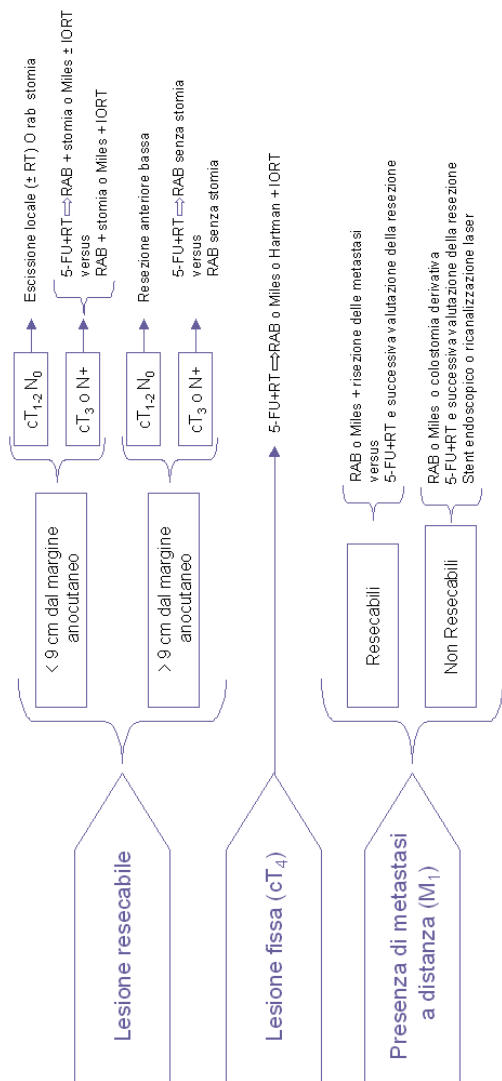 Lesione resecabile
< 9 cm dal margine
anocutaneo
cT1-2 N0
Escissione locale (± RT) O rab stomia
cT3 o N+
5-FU+RT⇨RAB + stomia o Miles ± IORT
versus
RAB + stomia o Miles + IORT
> 9 cm dal margine
anocutaneo
cT1-2 N0
Resezione anteriore bassa
cT3 o N+
5-FU+RT⇨RAB senza stomia
versus
RAB senza stomia
Lesione fissa (cT4)
5-FU+RT⇨RAB o Miles o Hartman + IORT
Presenza di metastasi
a distanza (M1)
Resecabili
RAB o Miles + risezione delle metastasi
versus
5-FU+RT e successiva valutazione della resezione
Non Resecabili
RAB o Miles o colostomia derivativa
5-FU+RT e successiva valutazione della resezione
Stent endoscopico o ricanalizzazione laser